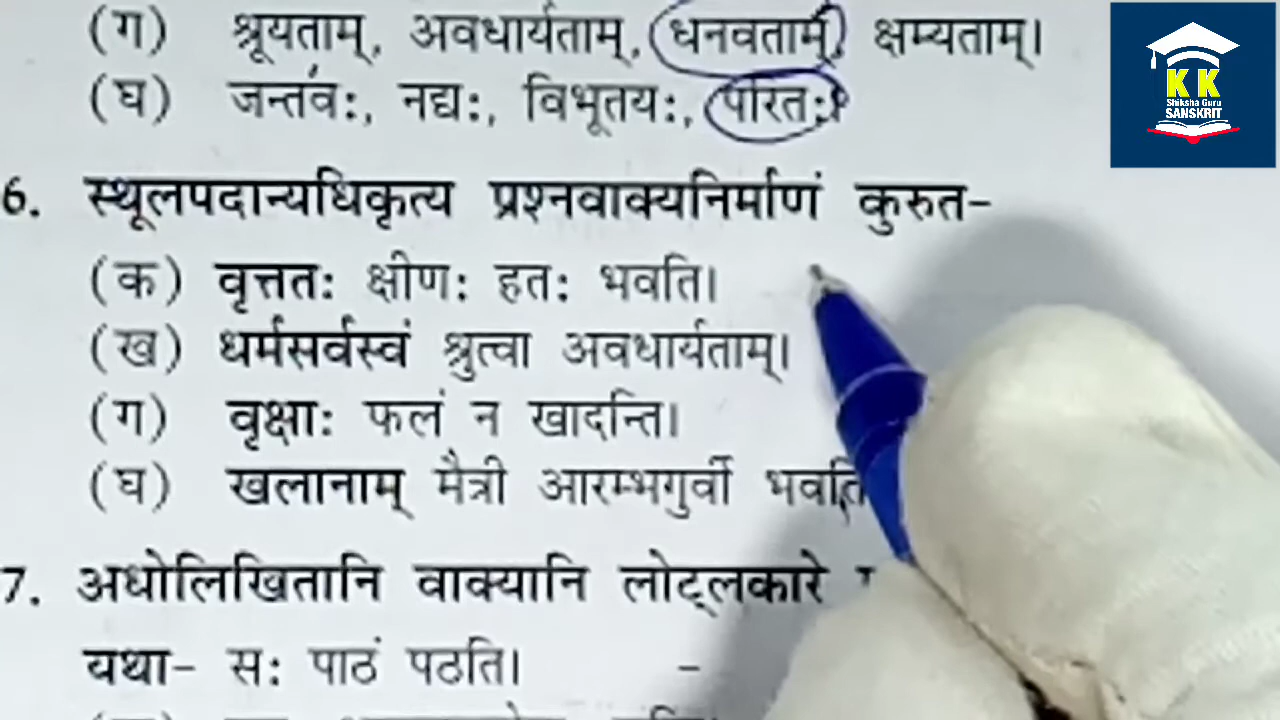 (ग) श्रूयताम्, अवधार्यताम्, धनवताम्, क्षम्यताम्।
(घ) जन्तवः, नद्यः, विभूतयः, परितः।
K K
Shiksha Guru
SANSKRIT
6. स्थूलपदान्यधिकृत्य प्रश्नवाक्यनिर्माणं कुरुत-
(क) वृत्ततः क्षीणः हतः भवति।
(ख) धर्मसर्वस्वं श्रुत्वा अवधार्यताम्।
(ग) वृक्षाः फलं न खादन्ति।
(घ) खलानाम् मैत्री आरम्भगुर्वी भवति
7. अधोलिखितानि वाक्यानि लोट्लकारे
यथा- सः पाठं पठति। -